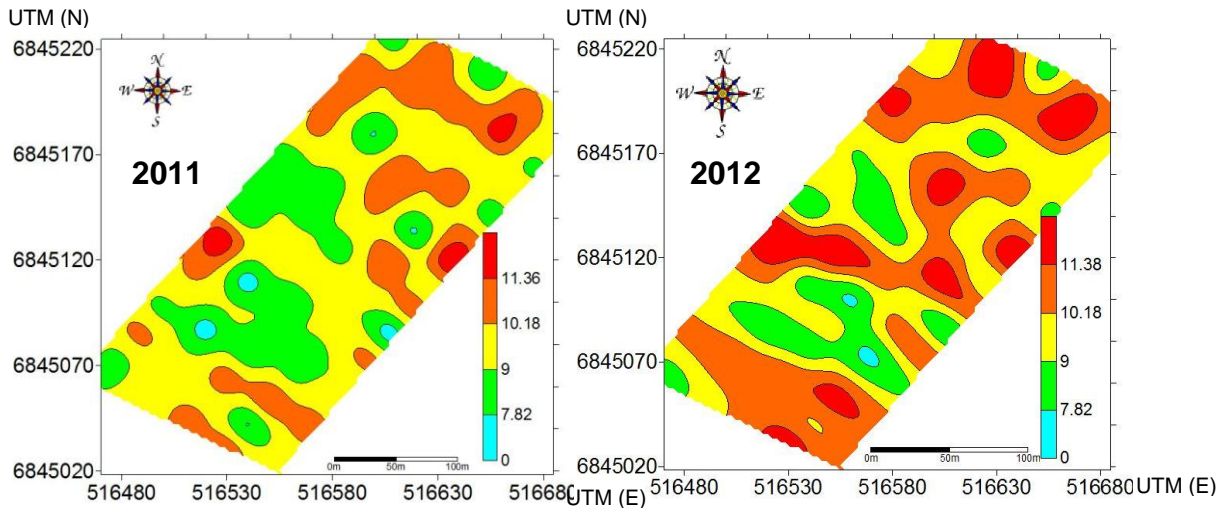 UTM (N)
UTM (N)
6845220
6845170
6845120
6845070
6845020
N
W
E
S
2011
11.36
10.18
9
7.82
0
0m
50m
100m
516480
516530
516580
516630
516680
6845220
6845170
6845120
6845070
6845020
N
W
E
S
2012
11.38
10.18
9
7.82
0
0m
50m
100m
516480
516530
516580
516630
516680
UTM (E)
UTM (E)